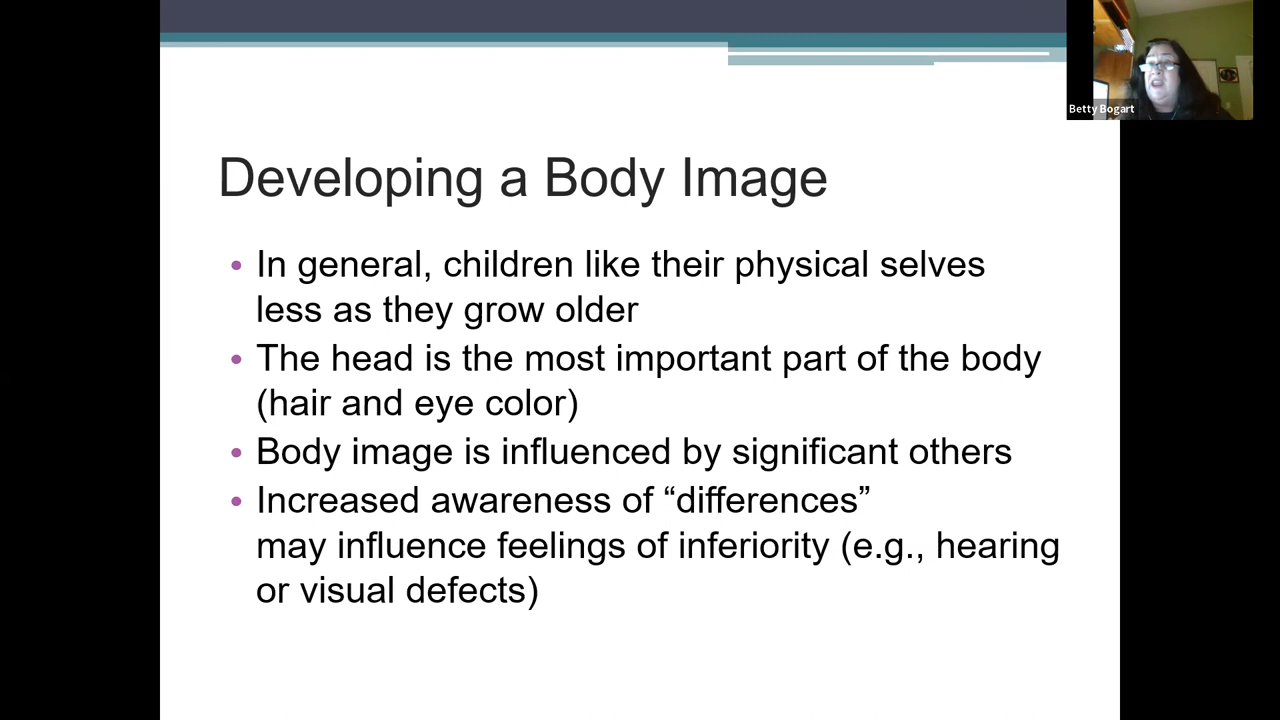 Betty Bogart
Developing a Body Image
• In general, children like their physical selves
less as they grow older
• The head is the most important part of the body
(hair and eye color)
• Body image is influenced by significant others
• Increased awareness of “differences”
may influence feelings of inferiority (e.g., hearing
or visual defects)